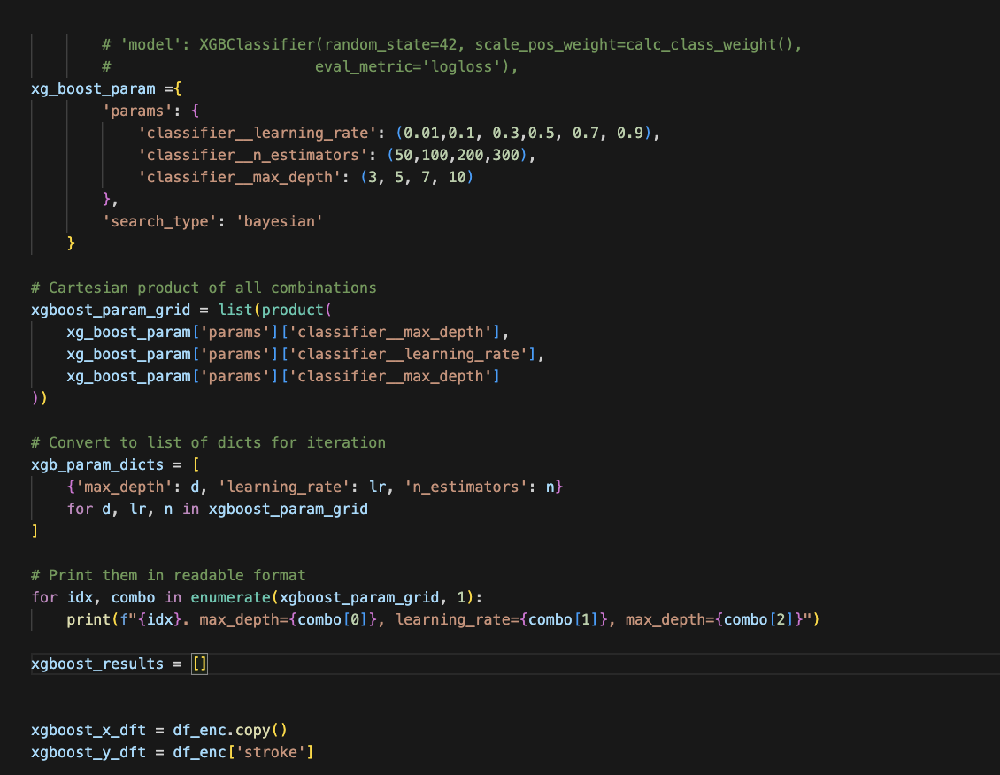 # 'model': XGBClassifier(random_state=42, scale_pos_weight=calc_class_weight(),
#                       eval_metric='logloss'),
xg_boost_param ={
        'params': {
            'classifier__learning_rate': (0.01,0.1, 0.3,0.5, 0.7, 0.9),
            'classifier__n_estimators': (50,100,200,300),
            'classifier__max_depth': (3, 5, 7, 10)
        },
        'search_type': 'bayesian'
    }

# Cartesian product of all combinations
xgboost_param_grid = list(product(
    xg_boost_param['params']['classifier__max_depth'],
    xg_boost_param['params']['classifier__learning_rate'],
    xg_boost_param['params']['classifier__max_depth']
))

# Convert to list of dicts for iteration
xgb_param_dicts = [
    {'max_depth': d, 'learning_rate': lr, 'n_estimators': n}
    for d, lr, n in xgboost_param_grid
]

# Print them in readable format
for idx, combo in enumerate(xgboost_param_grid, 1):
    print(f"{idx}. max_depth={combo[0]}, learning_rate={combo[1]}, max_depth={combo[2]}")

xgboost_results = []


xgboost_x_dft = df_enc.copy()
xgboost_y_dft = df_enc['stroke']